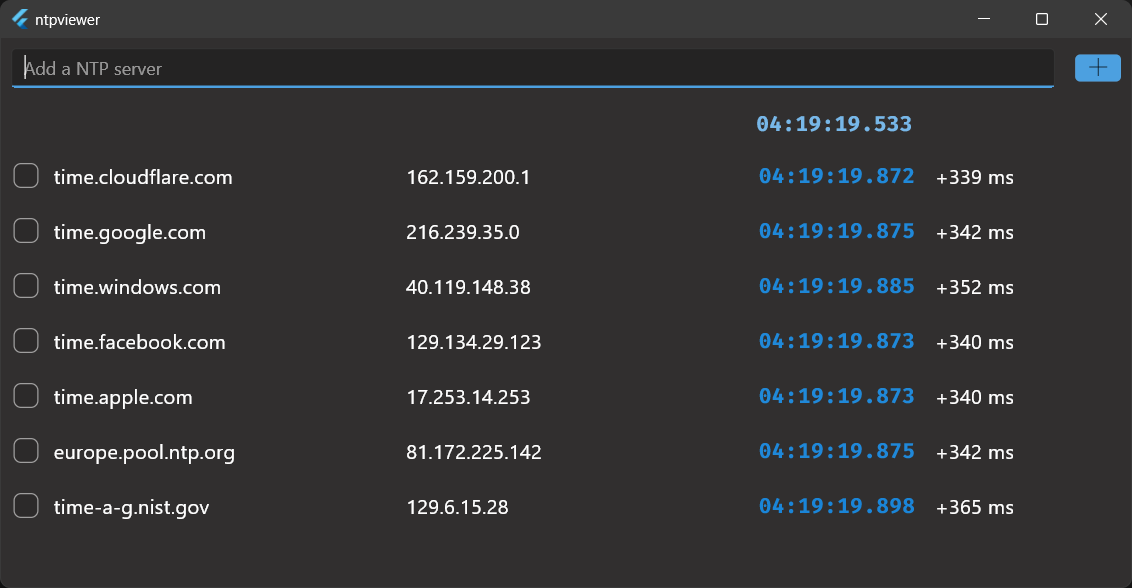 ntpviewer
Add a NTP server
04:19:19.533
time.cloudflare.com 162.159.200.1 04:19:19.872 +339 ms
time.google.com 216.239.35.0 04:19:19.875 +342 ms
time.windows.com 40.119.148.38 04:19:19.885 +352 ms
time.facebook.com 129.134.29.123 04:19:19.873 +340 ms
time.apple.com 17.253.14.253 04:19:19.873 +340 ms
europe.pool.ntp.org 81.172.225.142 04:19:19.875 +342 ms
time-a-g.nist.gov 129.6.15.28 04:19:19.898 +365 ms